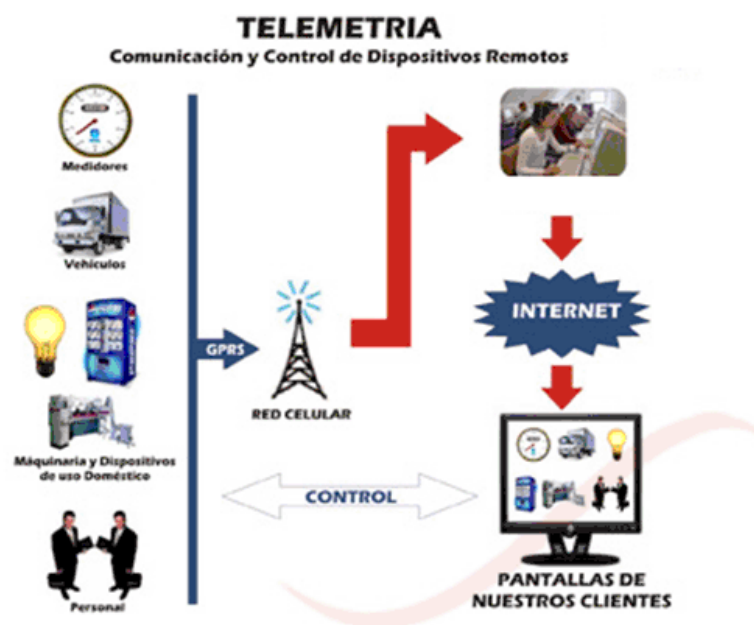 TELEMETRIA
Comunicación y Control de Dispositivos Remotos
Medidores
Vehículos
Máquinaria y Dispositivos
de uso Doméstico
Personal
GPRS
RED CELULAR
INTERNET
CONTROL
PANTALLAS DE
NUESTROS CLIENTES